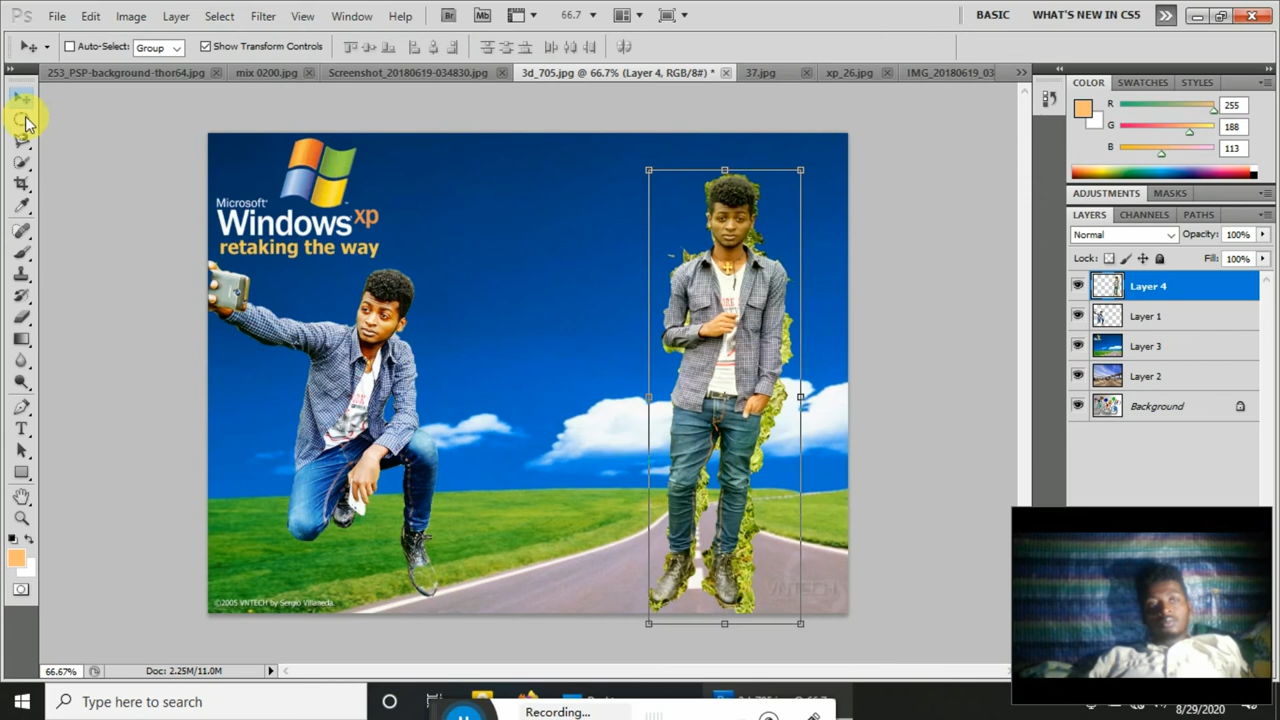 Ps File Edit Image Layer Select Filter View Window Help Br Mb 66.7 BASIC WHAT'S NEW IN CS5
Auto-Select: Group Show Transform Controls
253_PSP-background-thor64.jpg mix 0200.jpg Screenshot_20180619-034830.jpg 3d_705.jpg @ 66.7% (Layer 4, RGB/8#) * 37.jpg xp_26.jpg IMG_20180619_03
COLOR SWATCHES STYLES
R 255
G 188
B 113
ADJUSTMENTS MASKS
LAYERS CHANNELS PATHS
Normal Opacity: 100%
Lock: Fill: 100%
Layer 4
Layer 1
Layer 3
Layer 2
Background
Microsoft
Windows xp
retaking the way
VNTECH
©2005 VNTECH by Sergio Villaneda
66.67% Doc: 2.25M/11.0M
Type here to search
Recording...
8/29/2020